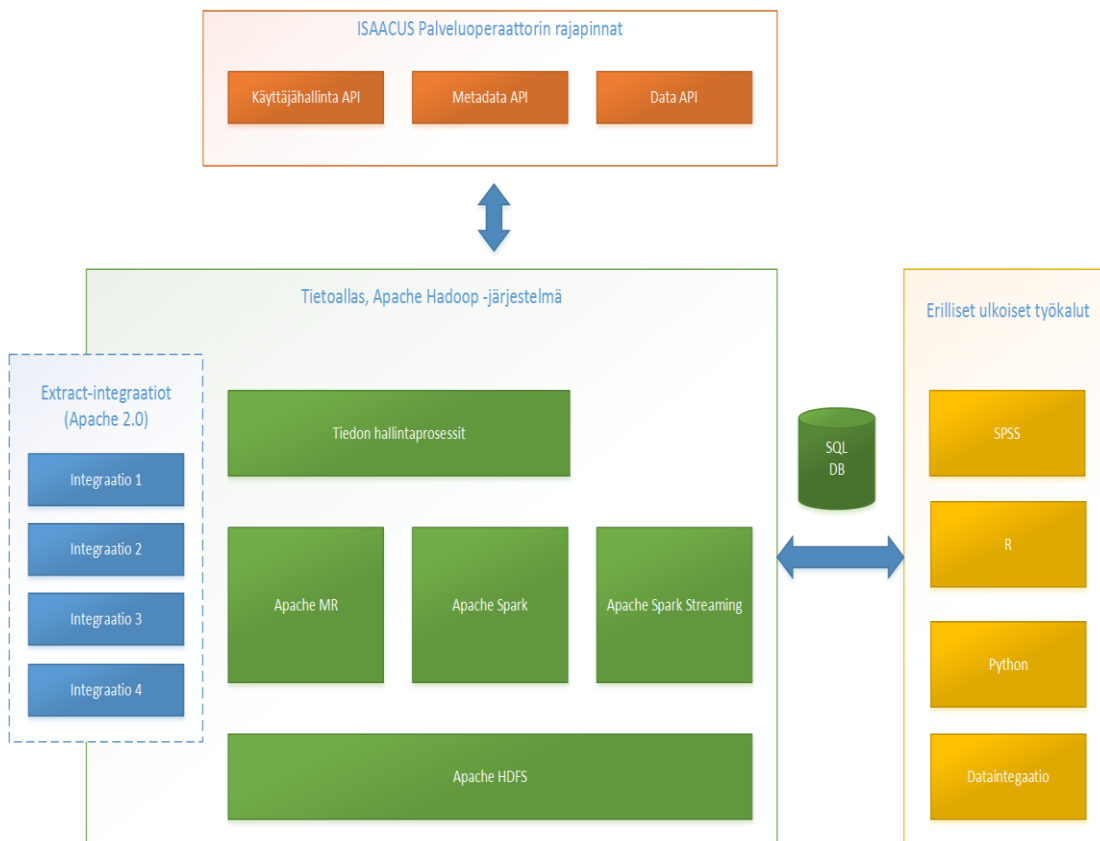 ISAACUS Palveluoperaattorin rajapinnat
Käyttäjähallinta API
Metadata API
Data API
Tietoallas, Apache Hadoop -järjestelmä
Erilliset ulkoiset työkalut
Extract-integraatiot
(Apache 2.0)
Integraatio 1
Integraatio 2
Integraatio 3
Integraatio 4
Tiedon hallintaprosessit
Apache MR
Apache Spark
Apache Spark Streaming
Apache HDFS
SQL
DB
SPSS
R
Python
Dataintegaatio